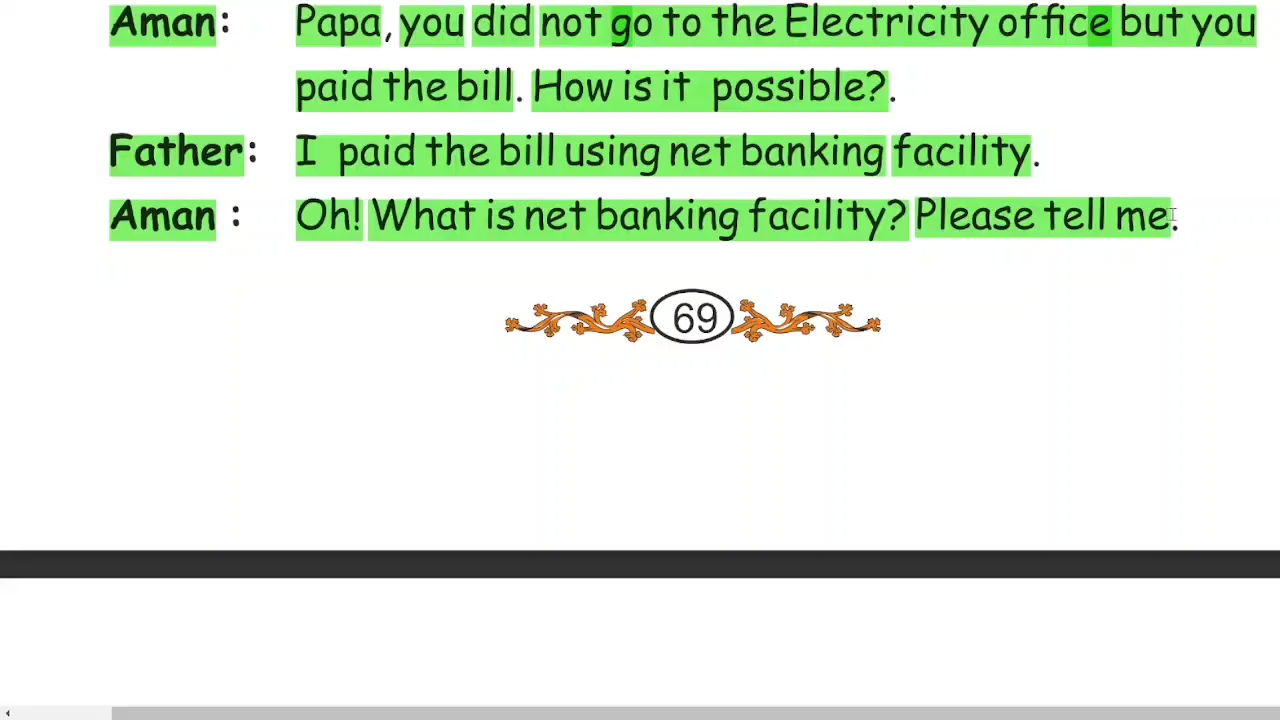 Aman: Papa, you did not go to the Electricity office but you
paid the bill. How is it possible?.
Father: I paid the bill using net banking facility.
Aman : Oh! What is net banking facility? Please tell me.
69